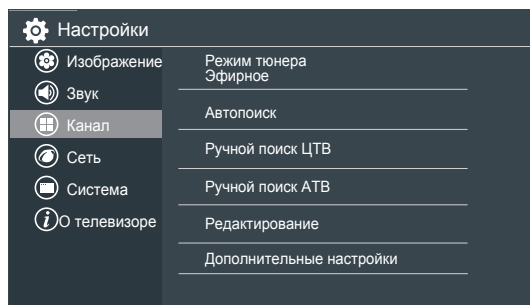 Настройки
Изображение
Звук
Канал
Сеть
Система
О телевизоре
Режим тюнера
Эфирное
Автопоиск
Ручной поиск ЦТВ
Ручной поиск АТВ
Редактирование
Дополнительные настройки